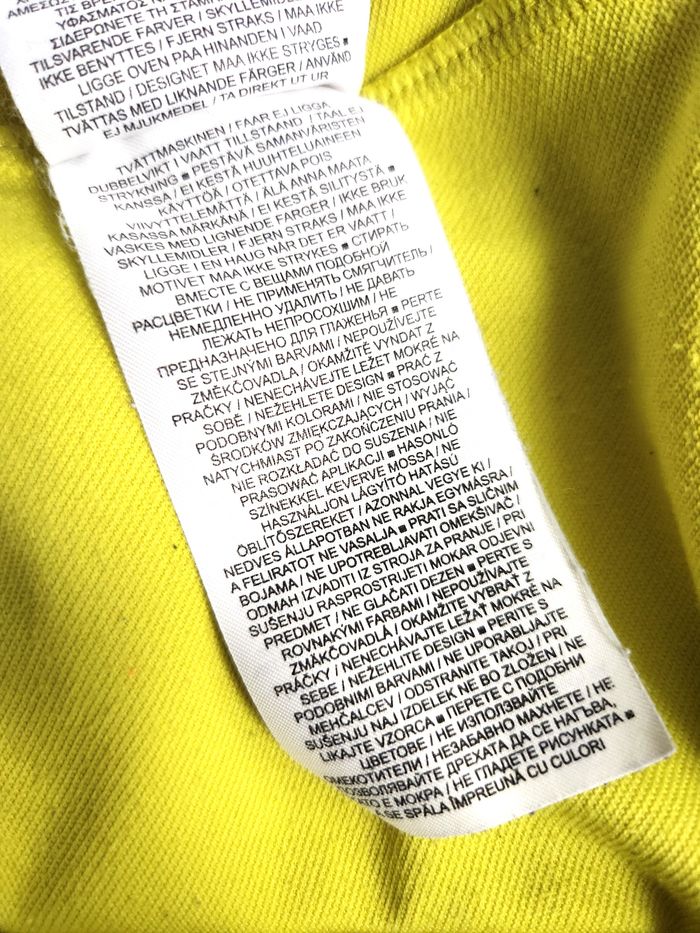 ΤΙΣ ΒΡΕ
ΥΦΑΣΜΑΤΟΣ
ΣΙΔΕΡΩΝΕΤΕ ΤΗ ΣΤΑΜΠΑ
TILSVARENDE FARVER / SKYLLEMIDDEL
IKKE BENYTTES / FJERN STRAKS / MAA IKKE
LIGGE OVEN PAA HINANDEN / I VAAD
TILSTAND / DESIGNET MAA IKKE STRYGES ■
TVÄTTAS MED LIKNANDE FÄRGER / ANVÄND
EJ MJUKMEDEL / TA DIREKT UT UR
TVÄTTMASKINEN / FAAR EJ LIGGA
DUBBELVIKT I VAATT TILLSTAAND / TAAL EJ
STRYKNING ■ PESTÄVÄ SAMANVÄRISTEN
KANSSA / EI KESTÄ HUUHTELUAINEEN
KÄYTTÖÄ / OTETTAVA POIS
VIIVYTTELEMÄTTÄ / ÄLÄ ANNA MAATA
KASASSA MÄRKÄNÄ / EI KESTÄ SILITYSTÄ ■
VASKES MED LIGNENDE FARGER / IKKE BRUK
SKYLLEMIDLER / FJERN STRAKS / MAA IKKE
LIGGE I EN HAUG NÅR DET ER VAATT /
MOTIVET MAA IKKE STRYKES ■ СТИРАТЬ
ВМЕСТЕ С ВЕЩАМИ ПОДОБНОЙ
РАСЦВЕТКИ / НЕ ПРИМЕНЯТЬ СМЯГЧИТЕЛЬ /
НЕМЕДЛЕННО УДАЛИТЬ / НЕ ДАВАТЬ
ЛЕЖАТЬ НЕПРОСОХШИМ / НЕ
ПРЕДНАЗНАЧЕНО ДЛЯ ГЛАЖЕНЬЯ ■ PERTE
SE STEJNÝMI BARVAMI / NEPOUŽÍVEJTE
ZMĚKČOVADLA / OKAMŽITĚ VYNDAT Z
PRAČKY / NENECHÁVEJTE LEŽET MOKRÉ NA
SOBĚ / NEŽEHLETE DESIGN ■ PRAĆ Z
PODOBNYMI KOLORAMI / NIE STOSOWAĆ
ŚRODKÓW ZMIĘKCZAJĄCYCH / WYJĄĆ
NATYCHMIAST PO ZAKOŃCZENIU PRANIA /
NIE ROZKŁADAĆ DO SUSZENIA / NIE
PRASOWAĆ APLIKACJI ■ HASONLÓ
SZÍNEKKEL KEVERVE MOSSA / NE
HASZNÁLJON LÁGYÍTÓ HATÁSÚ
ÖBLÍTŐSZEREKET / AZONNAL VEGYE KI /
NEDVES ÁLLAPOTBAN NE RAKJA EGYMÁSRA /
A FELIRATOT NE VASALJA ■ PRATI SA SLIČNIM
BOJAMA / NE UPOTREBLJAVATI OMEKŠIVAČ /
ODMAH IZVADITI IZ STROJA ZA PRANJE / PRI
SUŠENJU RASPROSTRIJETI MOKAR ODJEVNI
PREDMET / NE GLAČATI DEZEN ■ PERTE S
ROVNAKÝMI FARBAMI / NEPOUŽÍVAJTE
ZMÄKČOVADLÁ / OKAMŽITE VYBRAŤ Z
PRÁČKY / NENECHÁVAJTE LEŽAŤ MOKRÉ NA
SEBE / NEŽEHLITE DESIGN ■ PERITE S
PODOBNIMI BARVAMI / NE UPORABLJAJTE
MEHČALCEV / ODSTRANITE TAKOJ / PRI
SUŠENJU NAJ IZDELEK NE BO ZLOŽEN / NE
LIKAJTE VZORCA ■ ПЕРЕТЕ С ПОДОБНИ
ЦВЕТОВЕ / НЕ ИЗПОЛЗВАЙТЕ
ОМЕКОТИТЕЛИ / НЕЗАБАВНО МАХНЕТЕ / НЕ
ПОЗВОЛЯВАЙТЕ ДРЕХАТА ДА СЕ НАГЪВА,
Е МОКРА / НЕ ГЛАДЕТЕ РИСУНКАТА ■
SE SPĂLA ÎMPREUNĂ CU CULORI